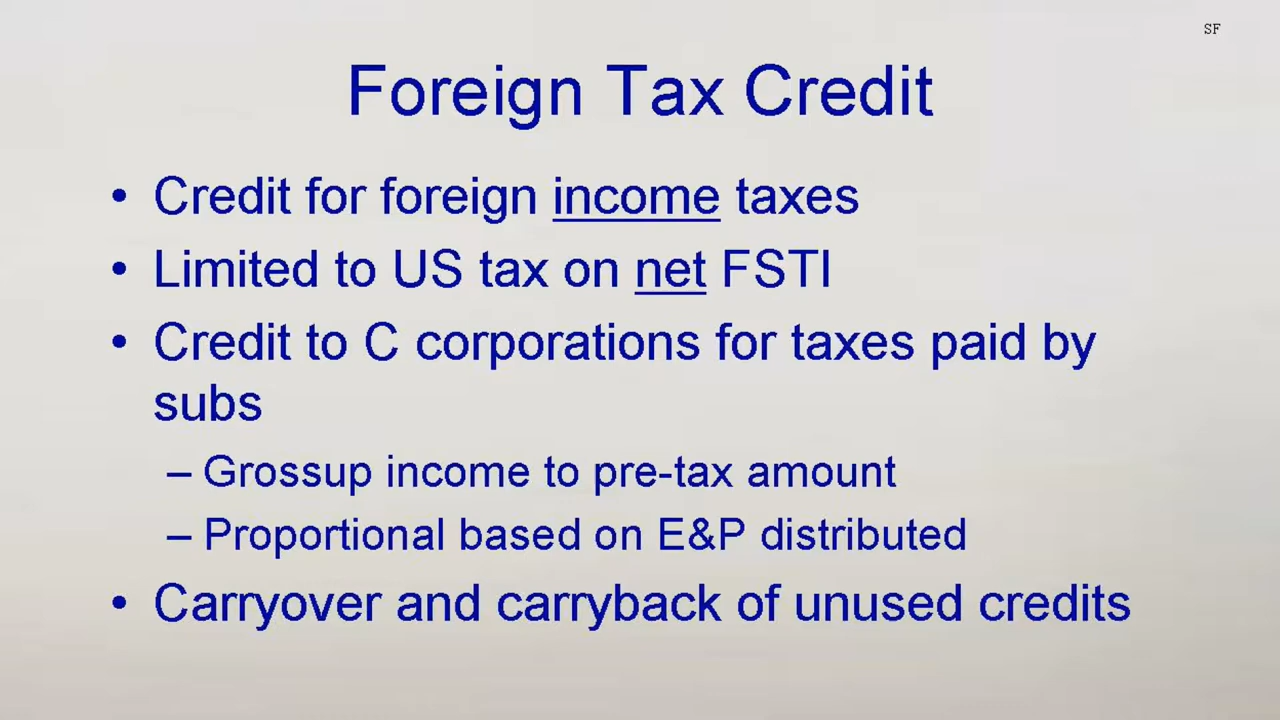 SF
Foreign Tax Credit
• Credit for foreign income taxes
• Limited to US tax on net FSTI
• Credit to C corporations for taxes paid by
subs
– Grossup income to pre-tax amount
– Proportional based on E&P distributed
• Carryover and carryback of unused credits